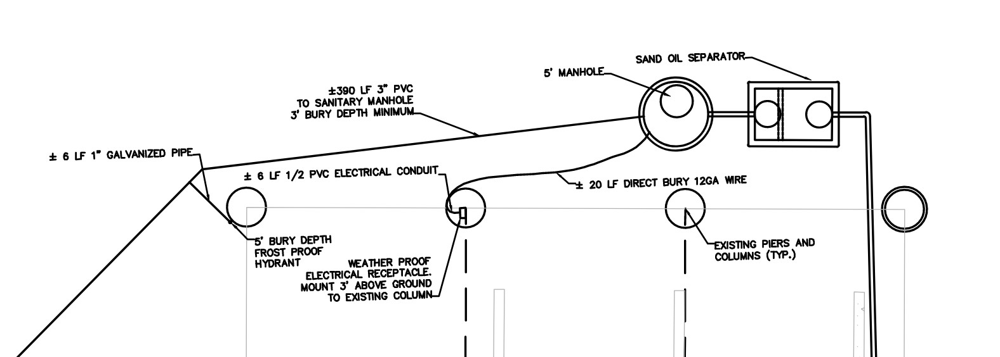 SAND OIL SEPARATOR
5' MANHOLE
±390 LF 3" PVC
TO SANITARY MANHOLE
3' BURY DEPTH MINIMUM
± 6 LF 1" GALVANIZED PIPE
± 6 LF 1/2 PVC ELECTRICAL CONDUIT
± 20 LF DIRECT BURY 12GA WIRE
5' BURY DEPTH
FROST PROOF
HYDRANT
WEATHER PROOF
ELECTRICAL RECEPTACLE.
MOUNT 3' ABOVE GROUND
TO EXISTING COLUMN
EXISTING PIERS AND
COLUMNS (TYP.)